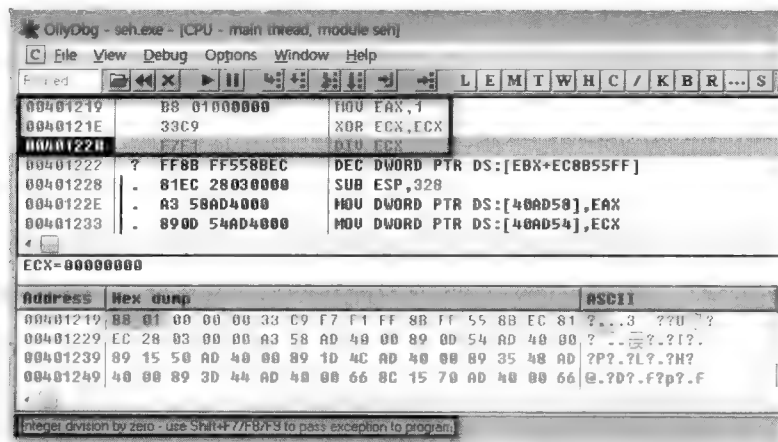 OllyDbg - seh.exe - [CPU - main thread, module seh]
C File View Debug Options Window Help
L E M T W H C / K B R ... S
00401219 B8 01000000 MOV EAX,1
0040121E 33C9 XOR ECX,ECX
00401220 F7F1 DIV ECX
00401222 ? FF8B FF558BEC DEC DWORD PTR DS:[EBX+EC8B55FF]
00401228 . 81EC 28030000 SUB ESP,328
0040122E . A3 58AD4000 MOV DWORD PTR DS:[40AD58],EAX
00401233 . 890D 54AD4000 MOV DWORD PTR DS:[40AD54],ECX
ECX=00000000
Address Hex dump ASCII
00401219 B8 01 00 00 00 33 C9 F7 F1 FF 8B FF 55 8B EC 81
00401229 EC 28 03 00 00 A3 58 AD 40 00 89 0D 54 AD 40 00
00401239 89 15 50 AD 40 00 89 1D 4C AD 40 00 89 35 48 AD ?P?.?L?.?H?
00401249 40 00 89 3D 44 AD 40 00 66 8C 15 70 AD 40 00 66 @.?D?.f?p?.f
Integer division by zero - use Shift+F7/F8/F9 to pass exception to program